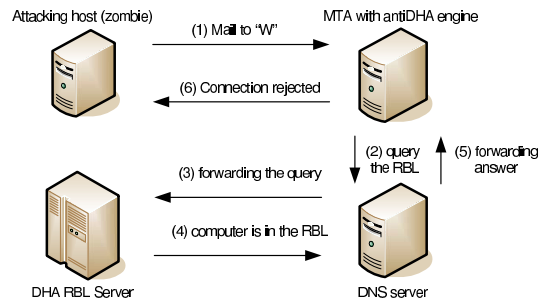 Attacking host (zombie)
MTA with antiDHA engine
(1) Mail to “W”
(6) Connection rejected
(2) query
the RBL
(5) forwarding
answer
(3) forwarding the query
(4) computer is in the RBL
DHA RBL Server
DNS server